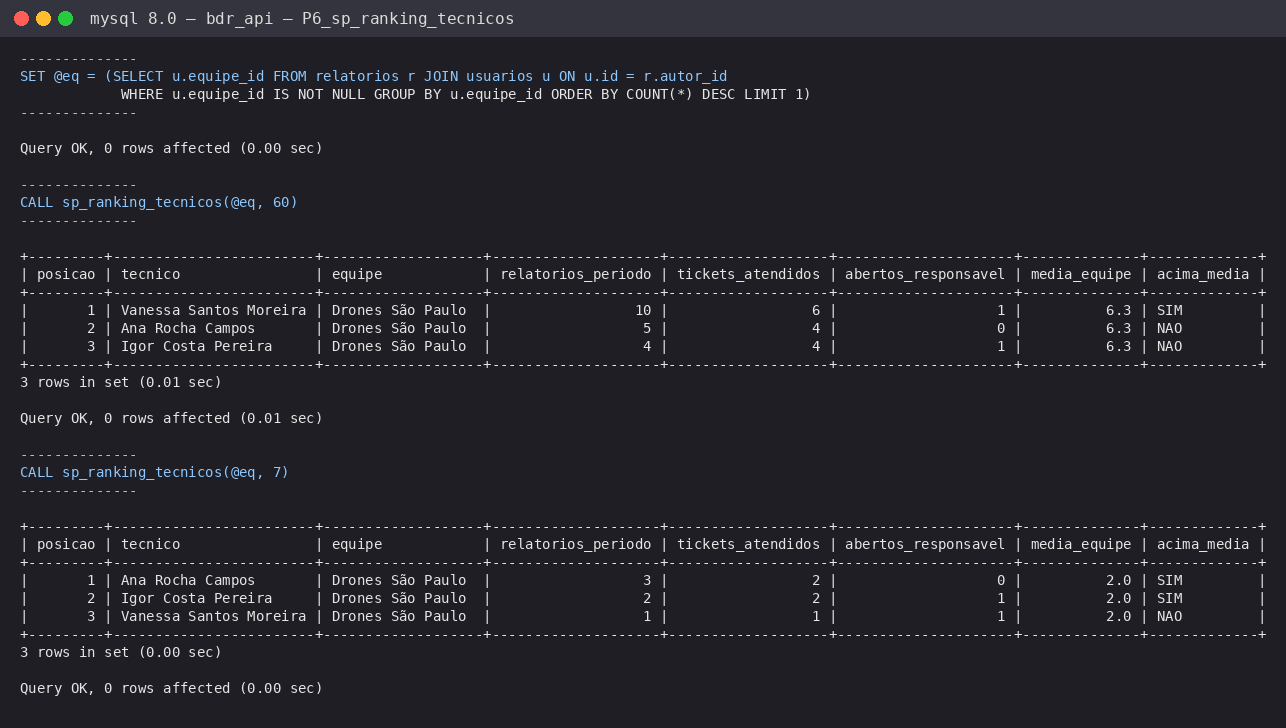 mysql 8.0 — bdr_api — P6_sp_ranking_tecnicos
--------------
SET @eq = (SELECT u.equipe_id FROM relatorios r JOIN usuarios u ON u.id = r.autor_id
            WHERE u.equipe_id IS NOT NULL GROUP BY u.equipe_id ORDER BY COUNT(*) DESC LIMIT 1)
--------------
Query OK, 0 rows affected (0.00 sec)
--------------
CALL sp_ranking_tecnicos(@eq, 60)
--------------
+---------+------------------------+-------------------+--------------------+-------------------+---------------------+--------------+-------------+
| posicao | tecnico                | equipe            | relatorios_periodo | tickets_atendidos | abertos_responsavel | media_equipe | acima_media |
+---------+------------------------+-------------------+--------------------+-------------------+---------------------+--------------+-------------+
|       1 | Vanessa Santos Moreira | Drones São Paulo  |                 10 |                 6 |                   1 |          6.3 | SIM         |
|       2 | Ana Rocha Campos       | Drones São Paulo  |                  5 |                 4 |                   0 |          6.3 | NAO         |
|       3 | Igor Costa Pereira     | Drones São Paulo  |                  4 |                 4 |                   1 |          6.3 | NAO         |
+---------+------------------------+-------------------+--------------------+-------------------+---------------------+--------------+-------------+
3 rows in set (0.01 sec)
Query OK, 0 rows affected (0.01 sec)
--------------
CALL sp_ranking_tecnicos(@eq, 7)
--------------
+---------+------------------------+-------------------+--------------------+-------------------+---------------------+--------------+-------------+
| posicao | tecnico                | equipe            | relatorios_periodo | tickets_atendidos | abertos_responsavel | media_equipe | acima_media |
+---------+------------------------+-------------------+--------------------+-------------------+---------------------+--------------+-------------+
|       1 | Ana Rocha Campos       | Drones São Paulo  |                  3 |                 2 |                   0 |          2.0 | SIM         |
|       2 | Igor Costa Pereira     | Drones São Paulo  |                  2 |                 2 |                   1 |          2.0 | SIM         |
|       3 | Vanessa Santos Moreira | Drones São Paulo  |                  1 |                 1 |                   1 |          2.0 | NAO         |
+---------+------------------------+-------------------+--------------------+-------------------+---------------------+--------------+-------------+
3 rows in set (0.00 sec)
Query OK, 0 rows affected (0.00 sec)